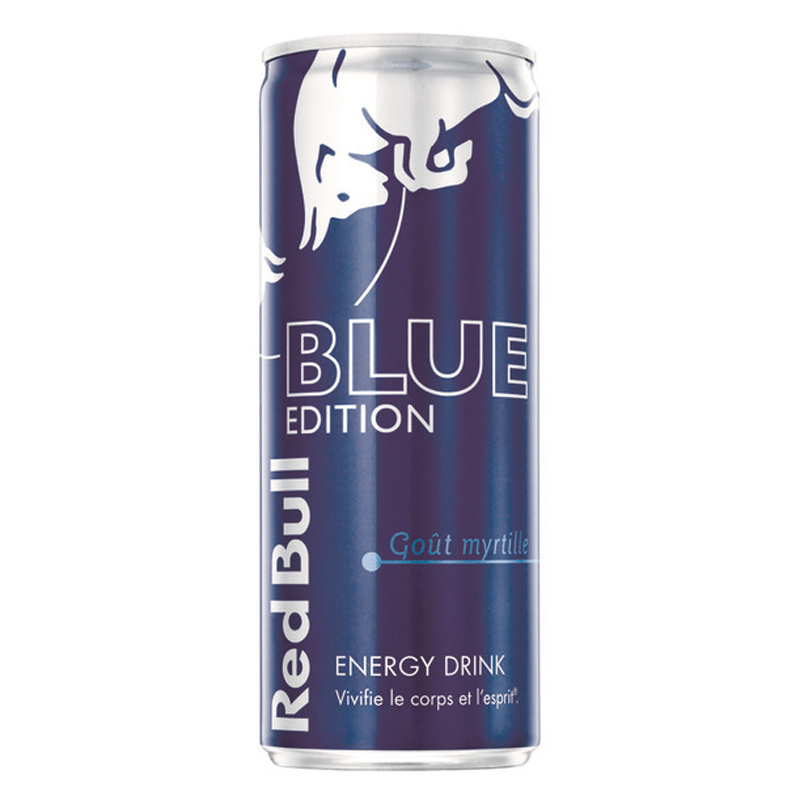 BLUE
EDITION
Red Bull
Goût myrtille
ENERGY DRINK
Vivifie le corps et l'esprit®.